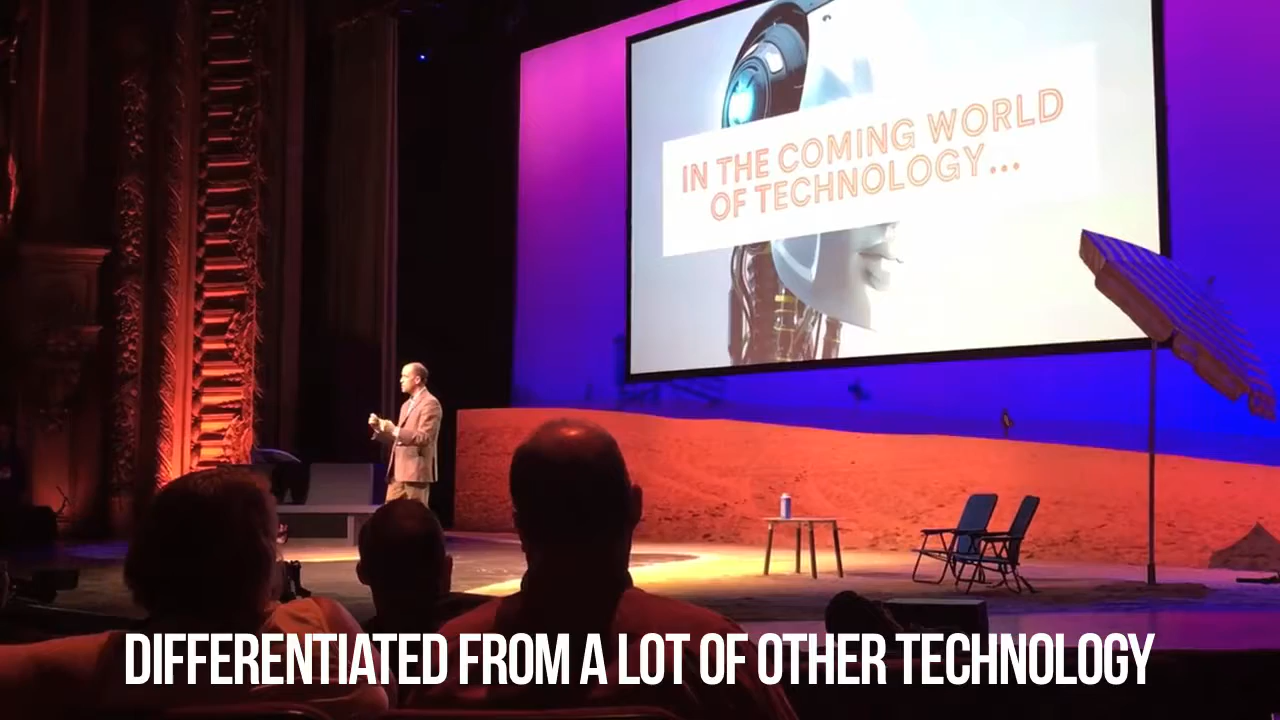 IN THE COMING WORLD
OF TECHNOLOGY...
DIFFERENTIATED FROM A LOT OF OTHER TECHNOLOGY